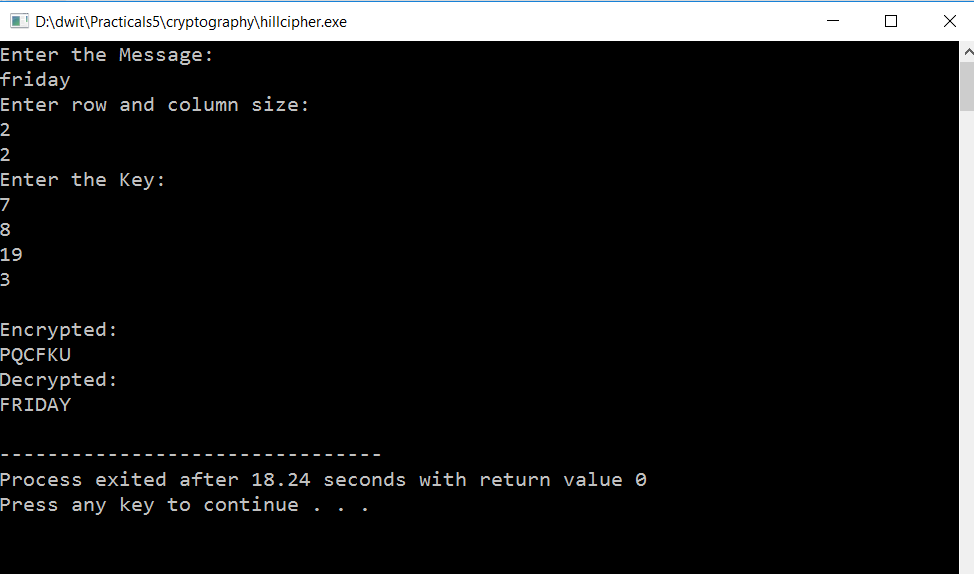 D:\dwit\Practicals5\cryptography\hillcipher.exe
Enter the Message:
friday
Enter row and column size:
2
2
Enter the Key:
7
8
19
3
Encrypted:
PQCFKU
Decrypted:
FRIDAY
--------------------------------
Process exited after 18.24 seconds with return value 0
Press any key to continue . . .